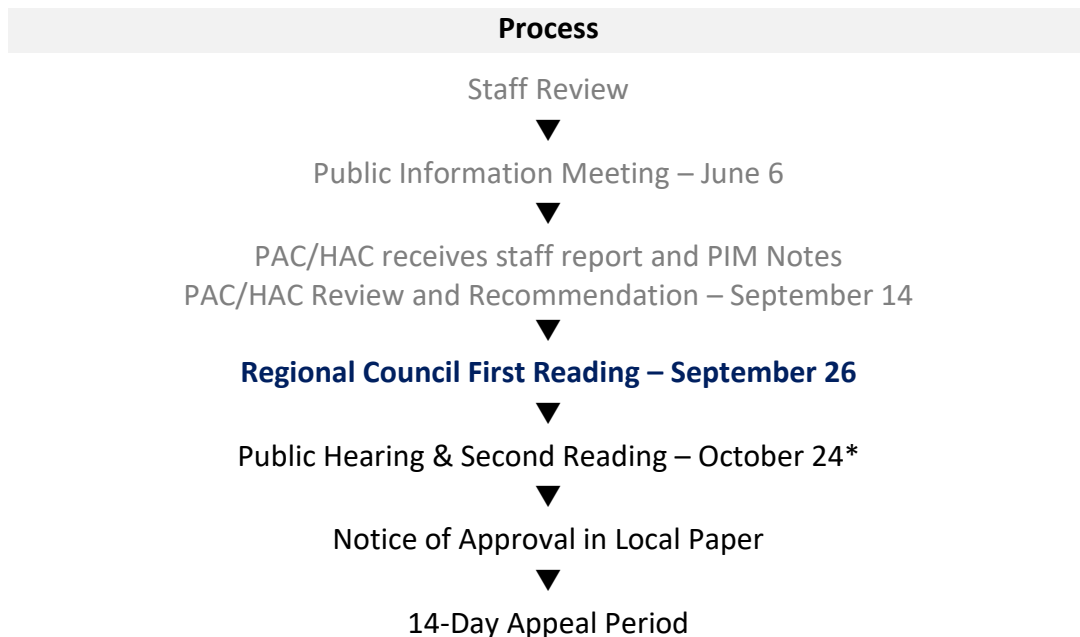 Process
Staff Review
Public Information Meeting – June 6
PAC/HAC receives staff report and PIM Notes
PAC/HAC Review and Recommendation – September 14
Regional Council First Reading – September 26
Public Hearing & Second Reading – October 24*
Notice of Approval in Local Paper
14-Day Appeal Period